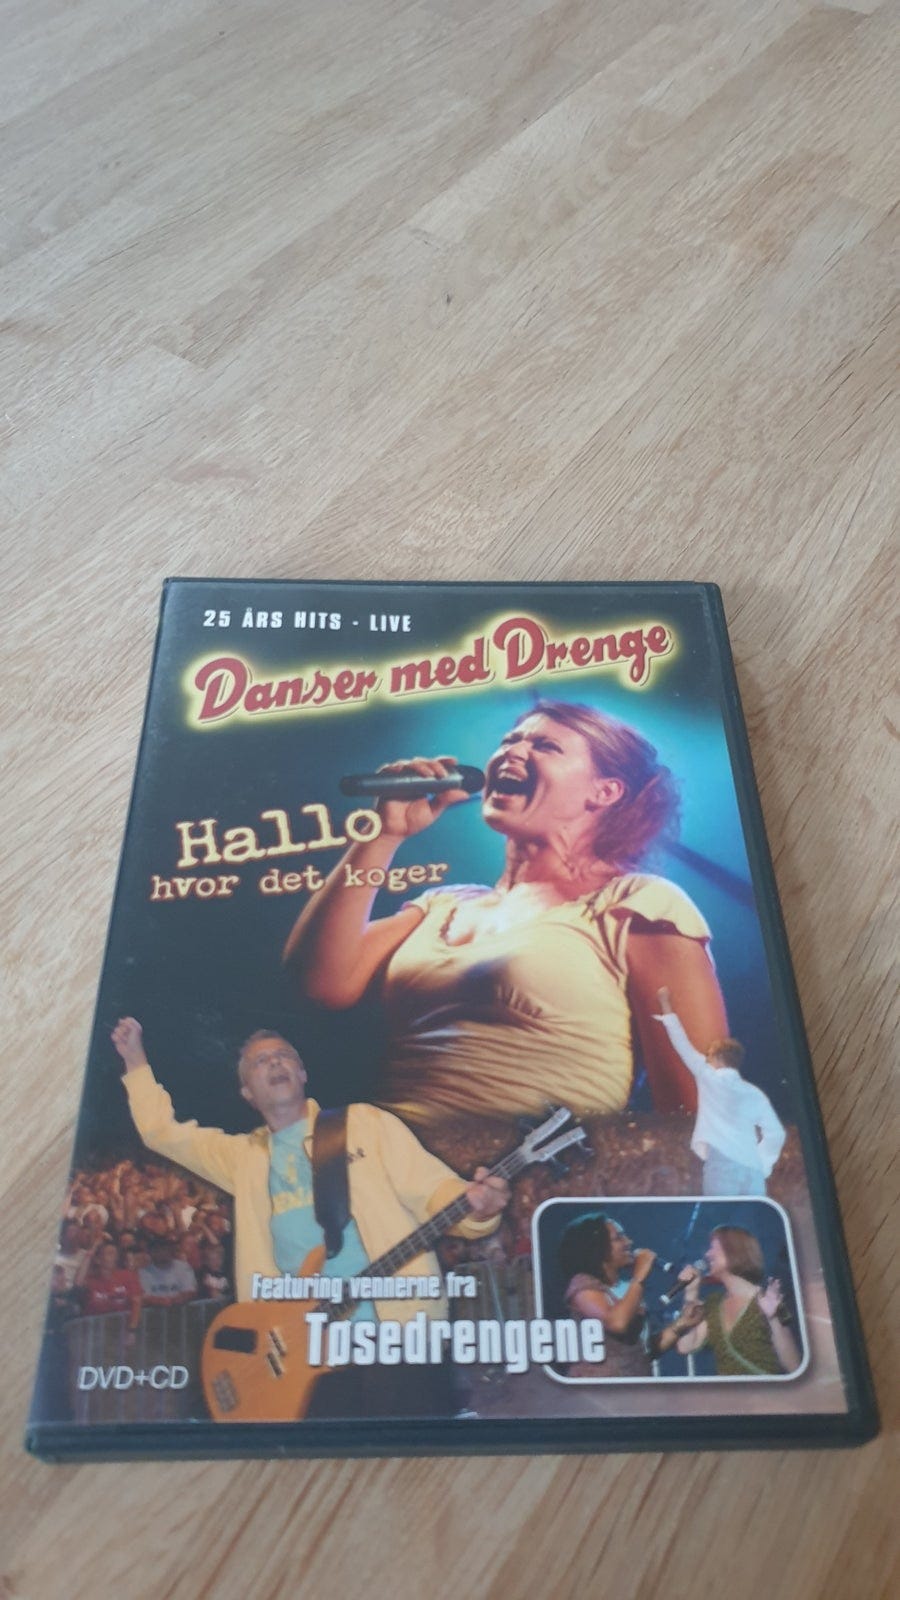 25 ÅRS HITS - LIVE
Danser med Drenge
Hallo
hvor det koger
Featuring vennerne fra
Tøsedrengene
DVD+CD